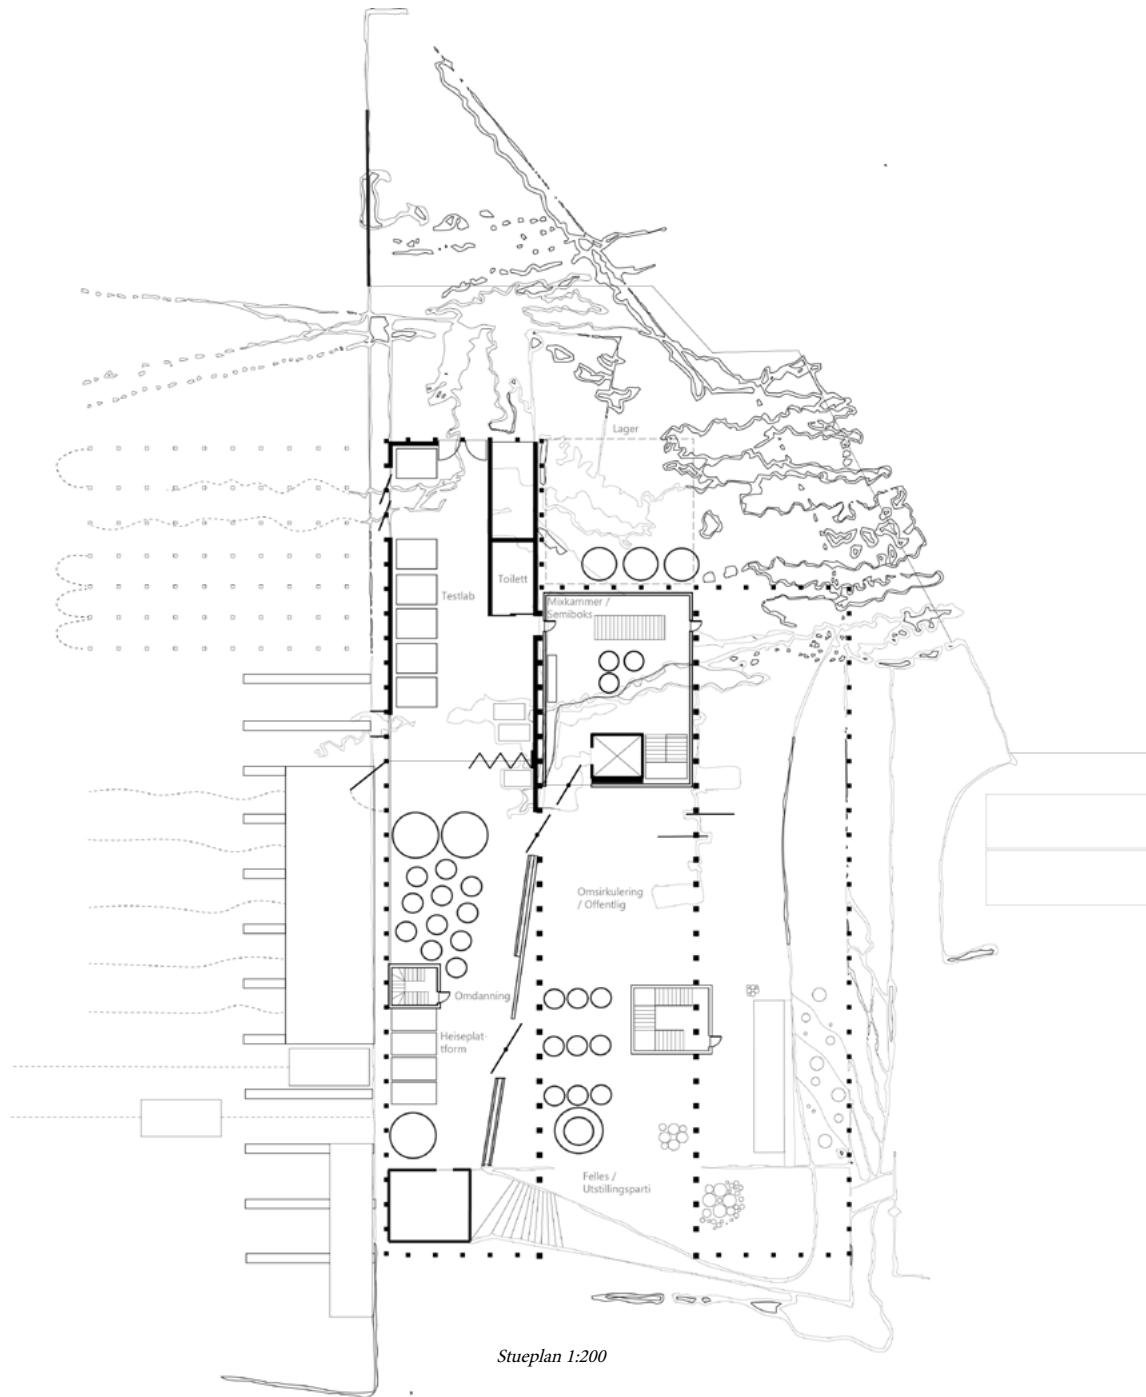 Lager
Toilett
Testlab
Mixkammer /
Semiboks
Omsirkulering
/ Offentlig
Omdanning
Heiseplat-
tform
Felles /
Utstillingsparti
Stueplan 1:200